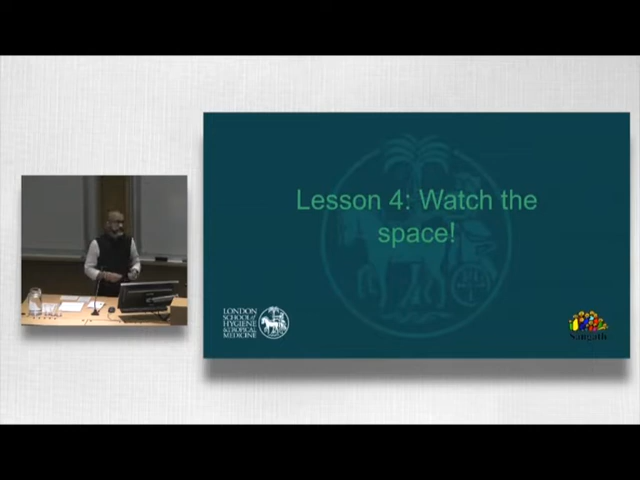 Lesson 4: Watch the
space!
LONDON
SCHOOL of
HYGIENE
& TROPICAL
MEDICINE
Sangath